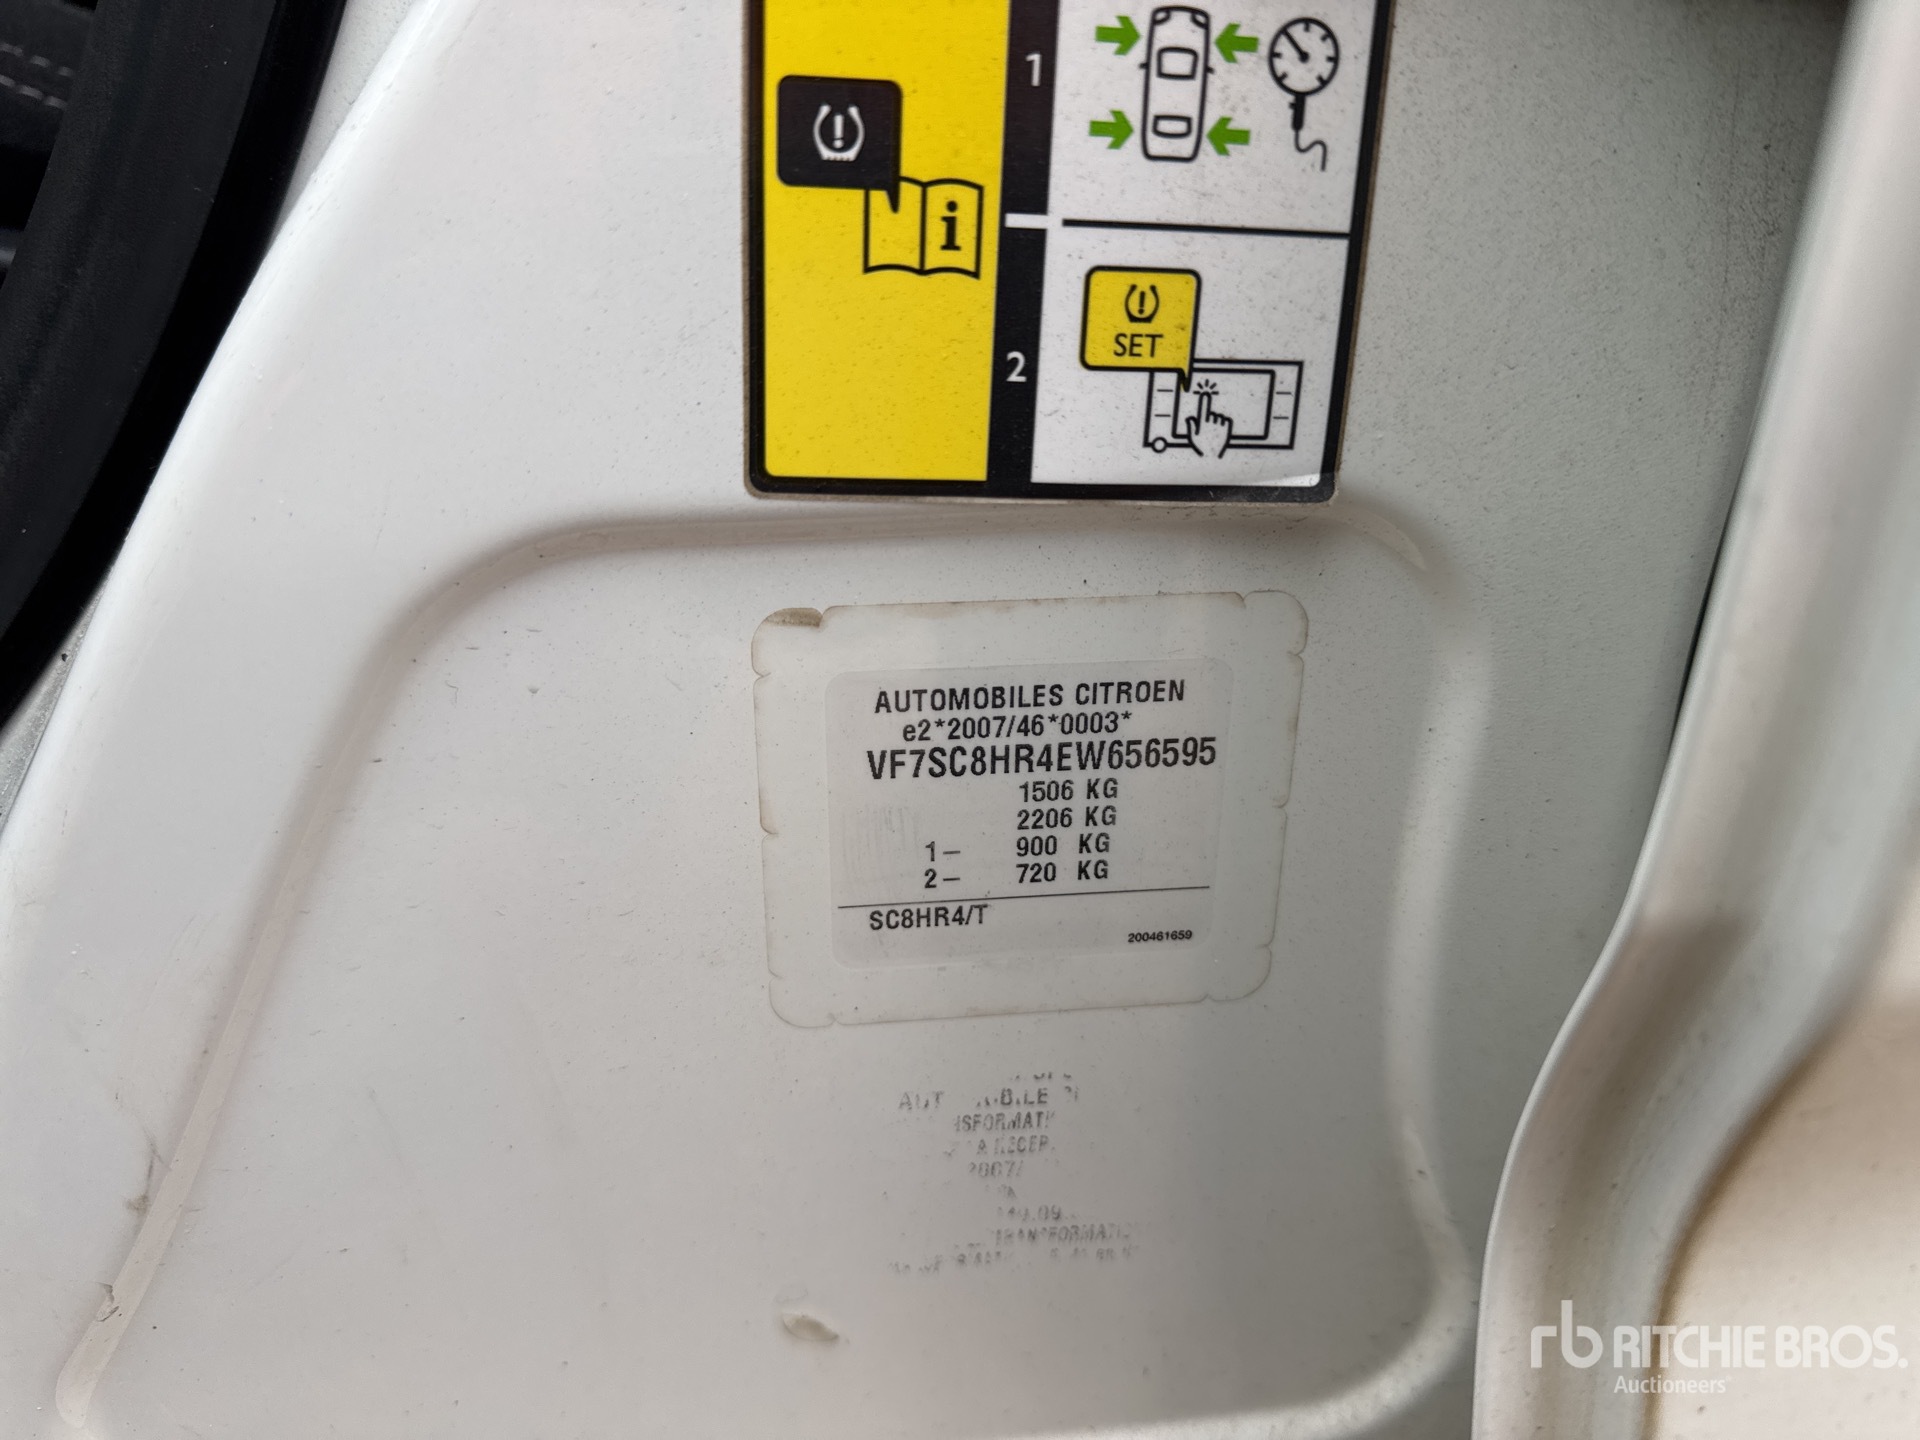 1
i
SET
2
AUTOMOBILES CITROEN
e2*2007/46*0003*
VF7SC8HR4EW656595
1506 KG
2206 KG
1– 900 KG
2– 720 KG
SC8HR4/T
200461659
RITCHIE BROS.
Auctioneers